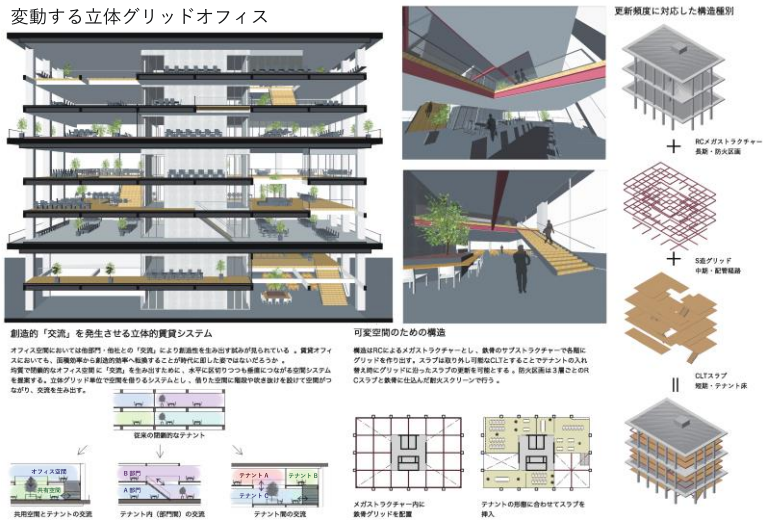 変動する立体グリッドオフィス
更新頻度に対応した構造種別
RCメガストラクチャー
長期・防火区画
S造グリッド
中期・配管経路
CLTスラブ
短期・テナント床
創造的「交流」を発生させる立体的賃貸システム
オフィス空間においては他部門・他社との「交流」により創造性を生み出す試みが見られている 。賃貸オフィ
スにおいても、面積効率から創造的効率へ転換することが時代に即した姿ではないだろうか 。
均質で閉鎖的なオフィス空間に「交流」を生み出すために、水平に区切りつつも垂直につながる空間システム
を提案する。立体グリッド単位で空間を借りるシステムとし 、借りた空間に階段や吹き抜けを設けて空間がつ
ながり、交流を生み出す。
従来の閉鎖的なテナント
オフィス空間
共有空間
共用空間とテナントの交流
B 部門
A 部門
テナント内（部門間）の交流
テナント A
テナント B
テナント C
テナント間の交流
可変空間のための構造
構造はRCによるメガストラクチャーとし 、鉄骨のサブストラクチャーで各階に
グリッドを作り出す。スラブは取り外し可能なCLTとすることでテナントの入れ
替え時にグリッドに沿ったスラブの更新を可能とする 。防火区画は３層ごとのR
Cスラブと鉄骨に仕込んだ耐火スクリーンで行う 。
メガストラクチャー内に
鉄骨グリッドを配置
テナントの形態に合わせてスラブを
挿入